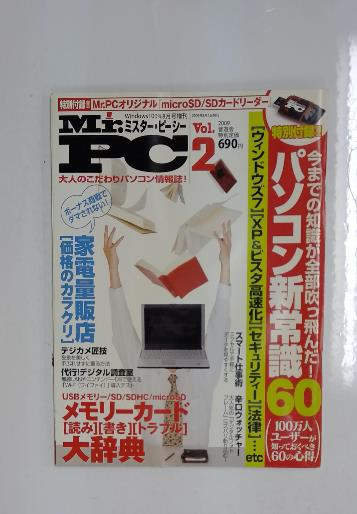 特別付録 Mr.PCオリジナル microSD/SDカードリーダー
Windows100%8月号増刊
Mr.
ミスター・ピーシー
PC
Vol.
2
2009
690円
大人のこだわりパソコン情報誌!
特別付録
今までの知識が全部吹っ飛んだ!
パソコン新常識
60
100万人
ユーザーが
知っておくべき
60の心得
[ウィンドウズ7][XP&ビスタ高速化][セキュリティー][法律]…etc
ボーナス商戦で
ダマされない!
家電量販店
[価格のカラクリ]
デジカメ匠技
代行!デジタル調査室
スマート仕事術
辛口ウォッチャー
USBメモリー/SD/SDHC/microSD
メモリーカード
[読み][書き][トラブル]
大辞典